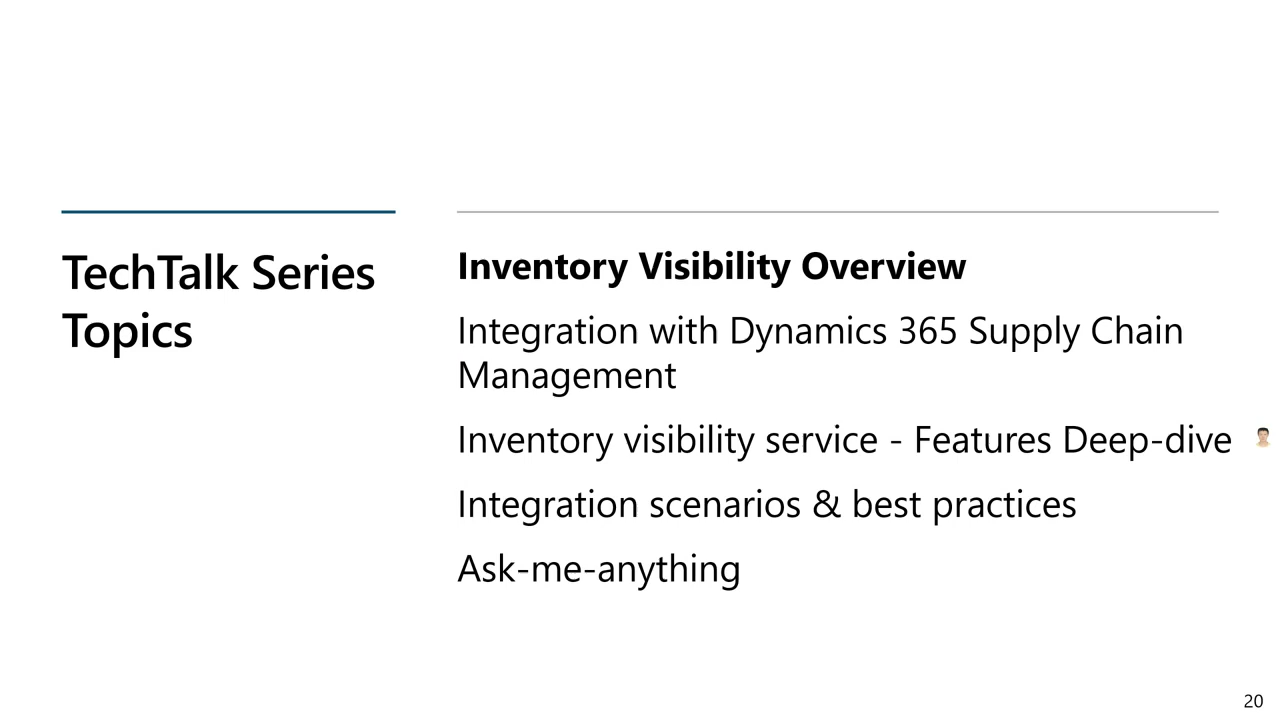 TechTalk Series
Topics
Inventory Visibility Overview
Integration with Dynamics 365 Supply Chain
Management
Inventory visibility service - Features Deep-dive
Integration scenarios & best practices
Ask-me-anything
20